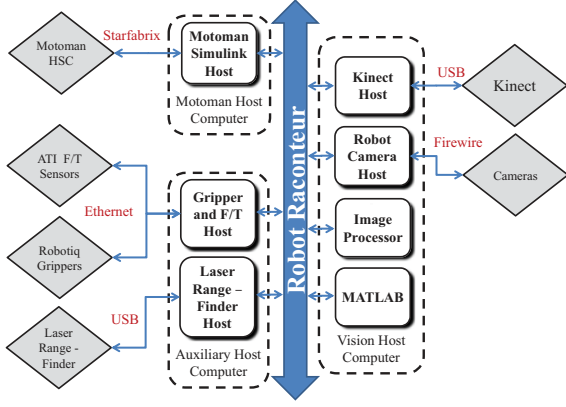 Motoman
HSC
Starfabrix
Motoman
Simulink
Host
Motoman Host
Computer
ATI F/T
Sensors
Ethernet
Robotiq
Grippers
Gripper
and F/T
Host
Laser
Range –
Finder
Host
USB
Laser
Range -
Finder
Auxiliary Host
Computer
Robot Raconteur
Kinect
Host
USB
Kinect
Robot
Camera
Host
Firewire
Cameras
Image
Processor
MATLAB
Vision Host
Computer